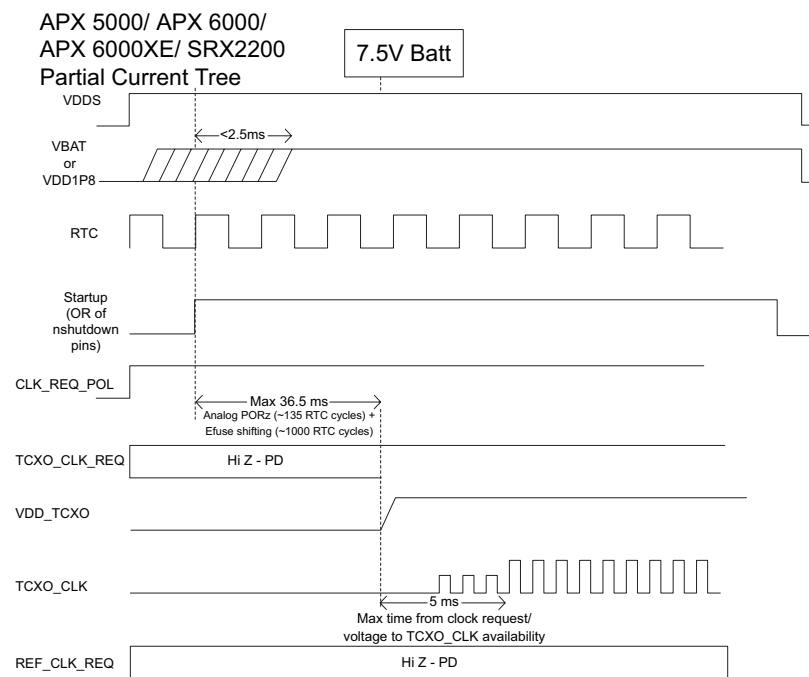 APX 5000/ APX 6000/
APX 6000XE/ SRX2200
Partial Current Tree
7.5V Batt
VDDS
<2.5ms
VBAT
or
VDD1P8
RTC
Startup
(OR of
nshutdown
pins)
CLK_REQ_POL
Max 36.5 ms
Analog PORz (~135 RTC cycles) +
Efuse shifting (~1000 RTC cycles)
TCXO_CLK_REQ
Hi Z - PD
VDD_TCXO
TCXO_CLK
5 ms
Max time from clock request/
voltage to TCXO_CLK availability
REF_CLK_REQ
Hi Z - PD